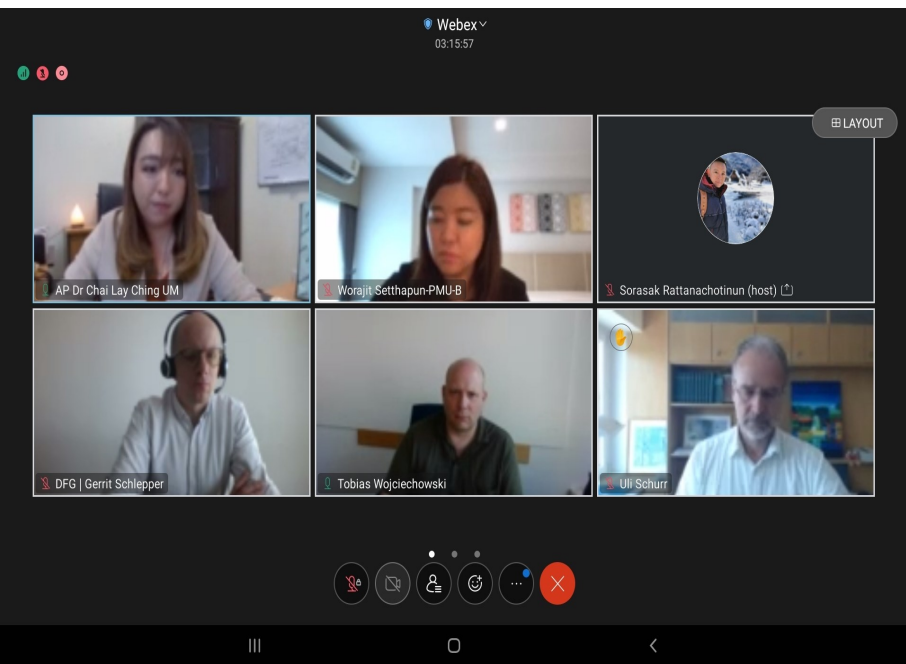 Webex
03:15:57
LAYOUT
AP Dr Chai Lay Ching UM
Worajit Setthapun-PMU-B
Sorasak Rattanachotinun (host)
DFG | Gerrit Schlepper
Tobias Wojciechowski
Uli Schurr